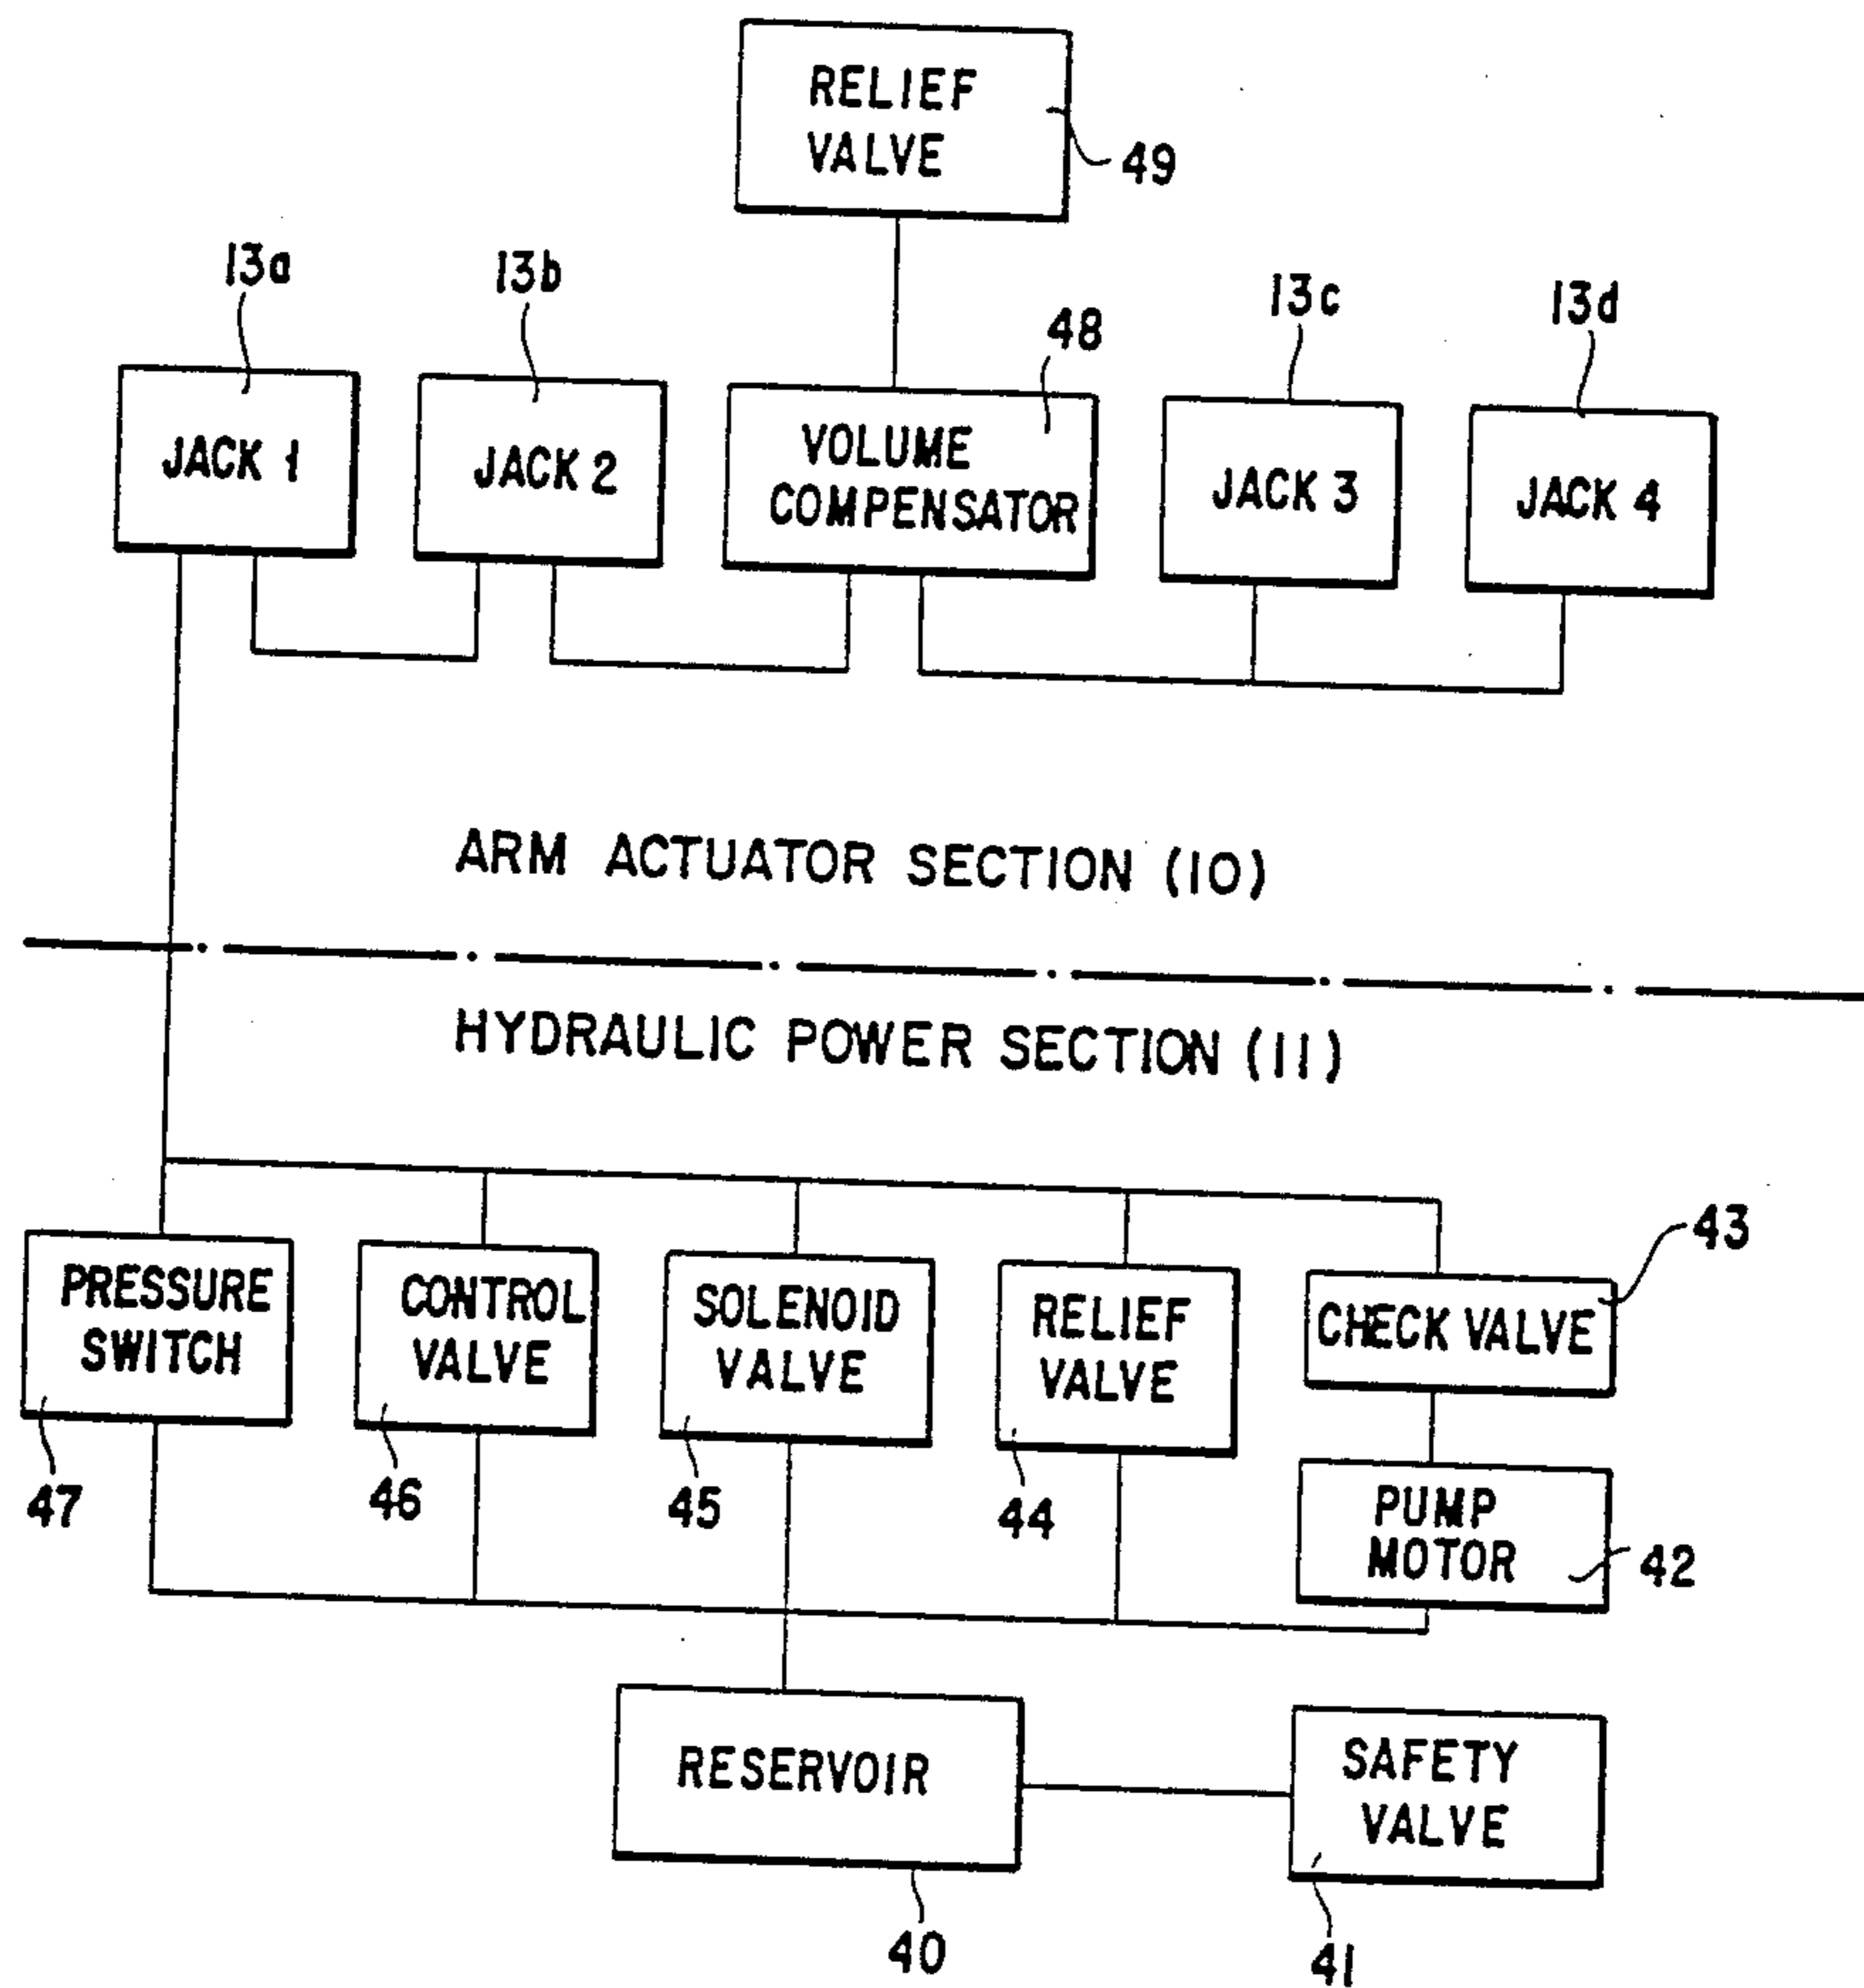 RELIEF
VALVE
49
13a
13b
48
13c
13d
JACK 1
JACK 2
VOLUME
COMPENSATOR
JACK 3
JACK 4
ARM ACTUATOR SECTION (10)
HYDRAULIC POWER SECTION (11)
43
PRESSURE
SWITCH
CONTROL
VALVE
SOLENOID
VALVE
RELIEF
VALVE
CHECK VALVE
47
46
45
44
PUMP
MOTOR
42
RESERVOIR
SAFETY
VALVE
40
41